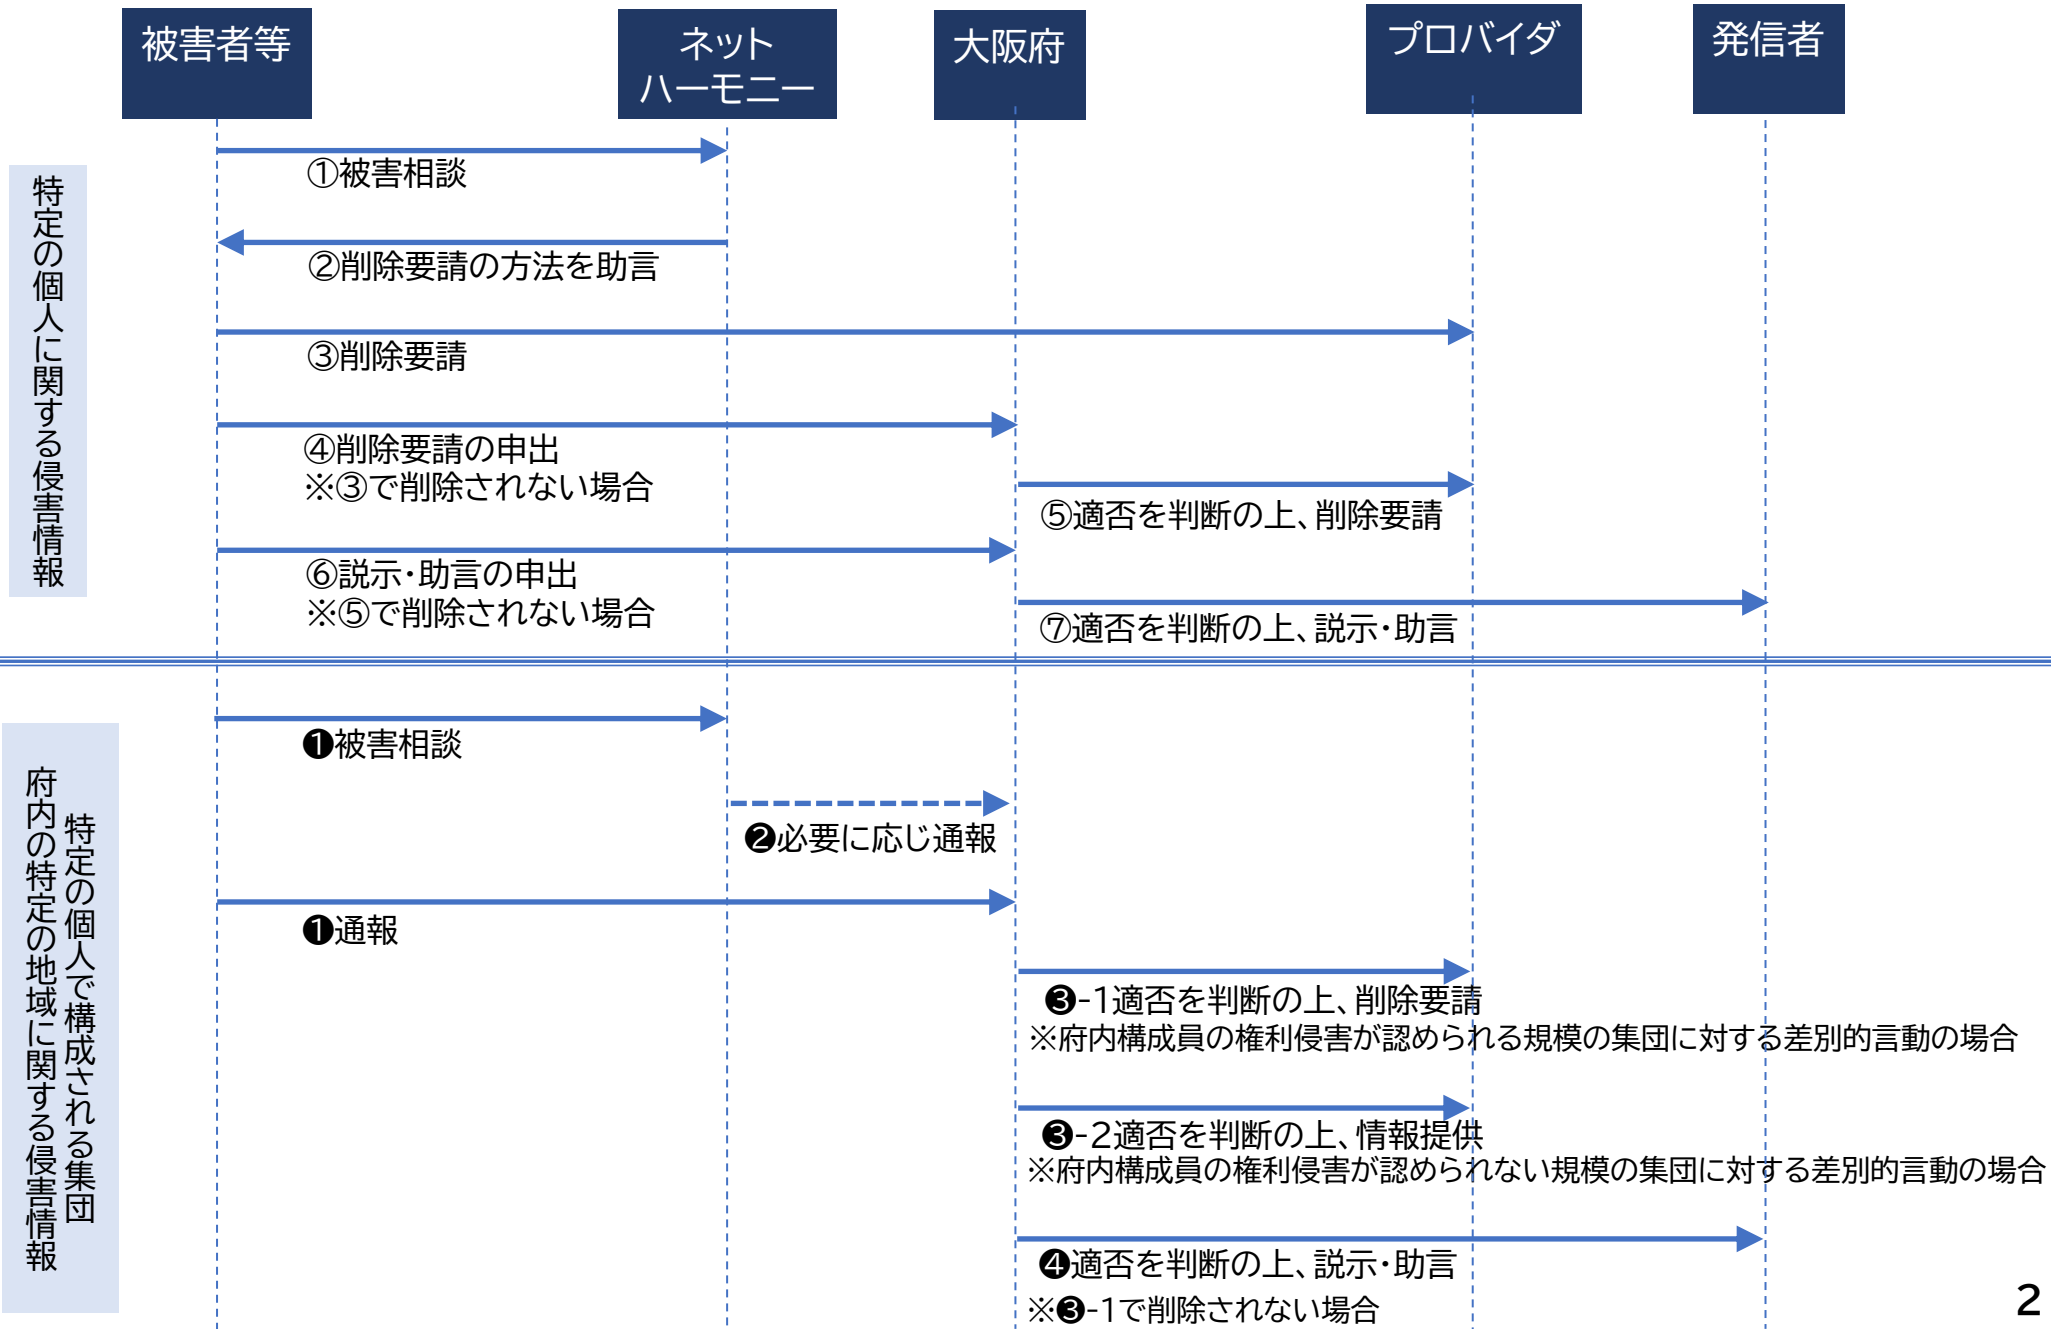 被害者等
ネット
ハーモニー
大阪府
プロバイダ
発信者
特定の個人に関する侵害情報
①被害相談
②削除要請の方法を助言
③削除要請
④削除要請の申出
※③で削除されない場合
⑤適否を判断の上、削除要請
⑥説示・助言の申出
※⑤で削除されない場合
⑦適否を判断の上、説示・助言
特定の個人で構成される集団
府内の特定の地域に関する侵害情報
❶被害相談
❷必要に応じ通報
❶通報
❸-1適否を判断の上、削除要請
※府内構成員の権利侵害が認められる規模の集団に対する差別的言動の場合
❸-2適否を判断の上、情報提供
※府内構成員の権利侵害が認められない規模の集団に対する差別的言動の場合
❹適否を判断の上、説示・助言
※❸-1で削除されない場合
2